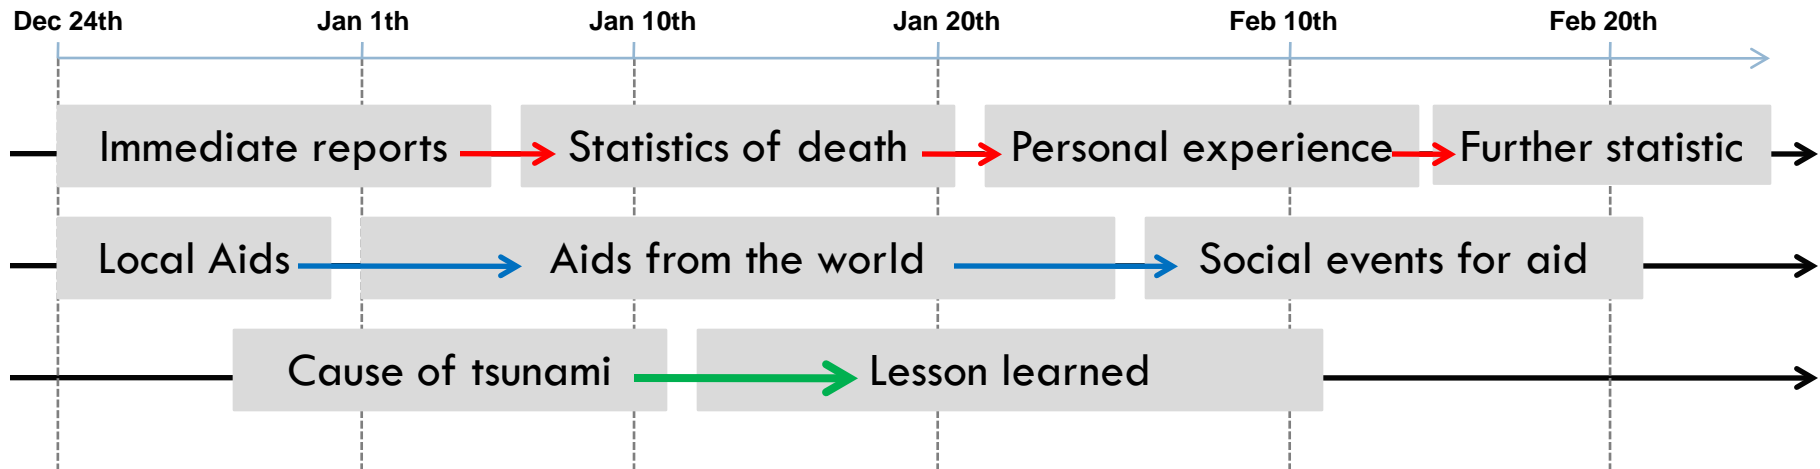 Dec 24th Jan 1th Jan 10th Jan 20th Feb 10th Feb 20th
Immediate reports Statistics of death Personal experience Further statistic
Local Aids Aids from the world Social events for aid
Cause of tsunami Lesson learned